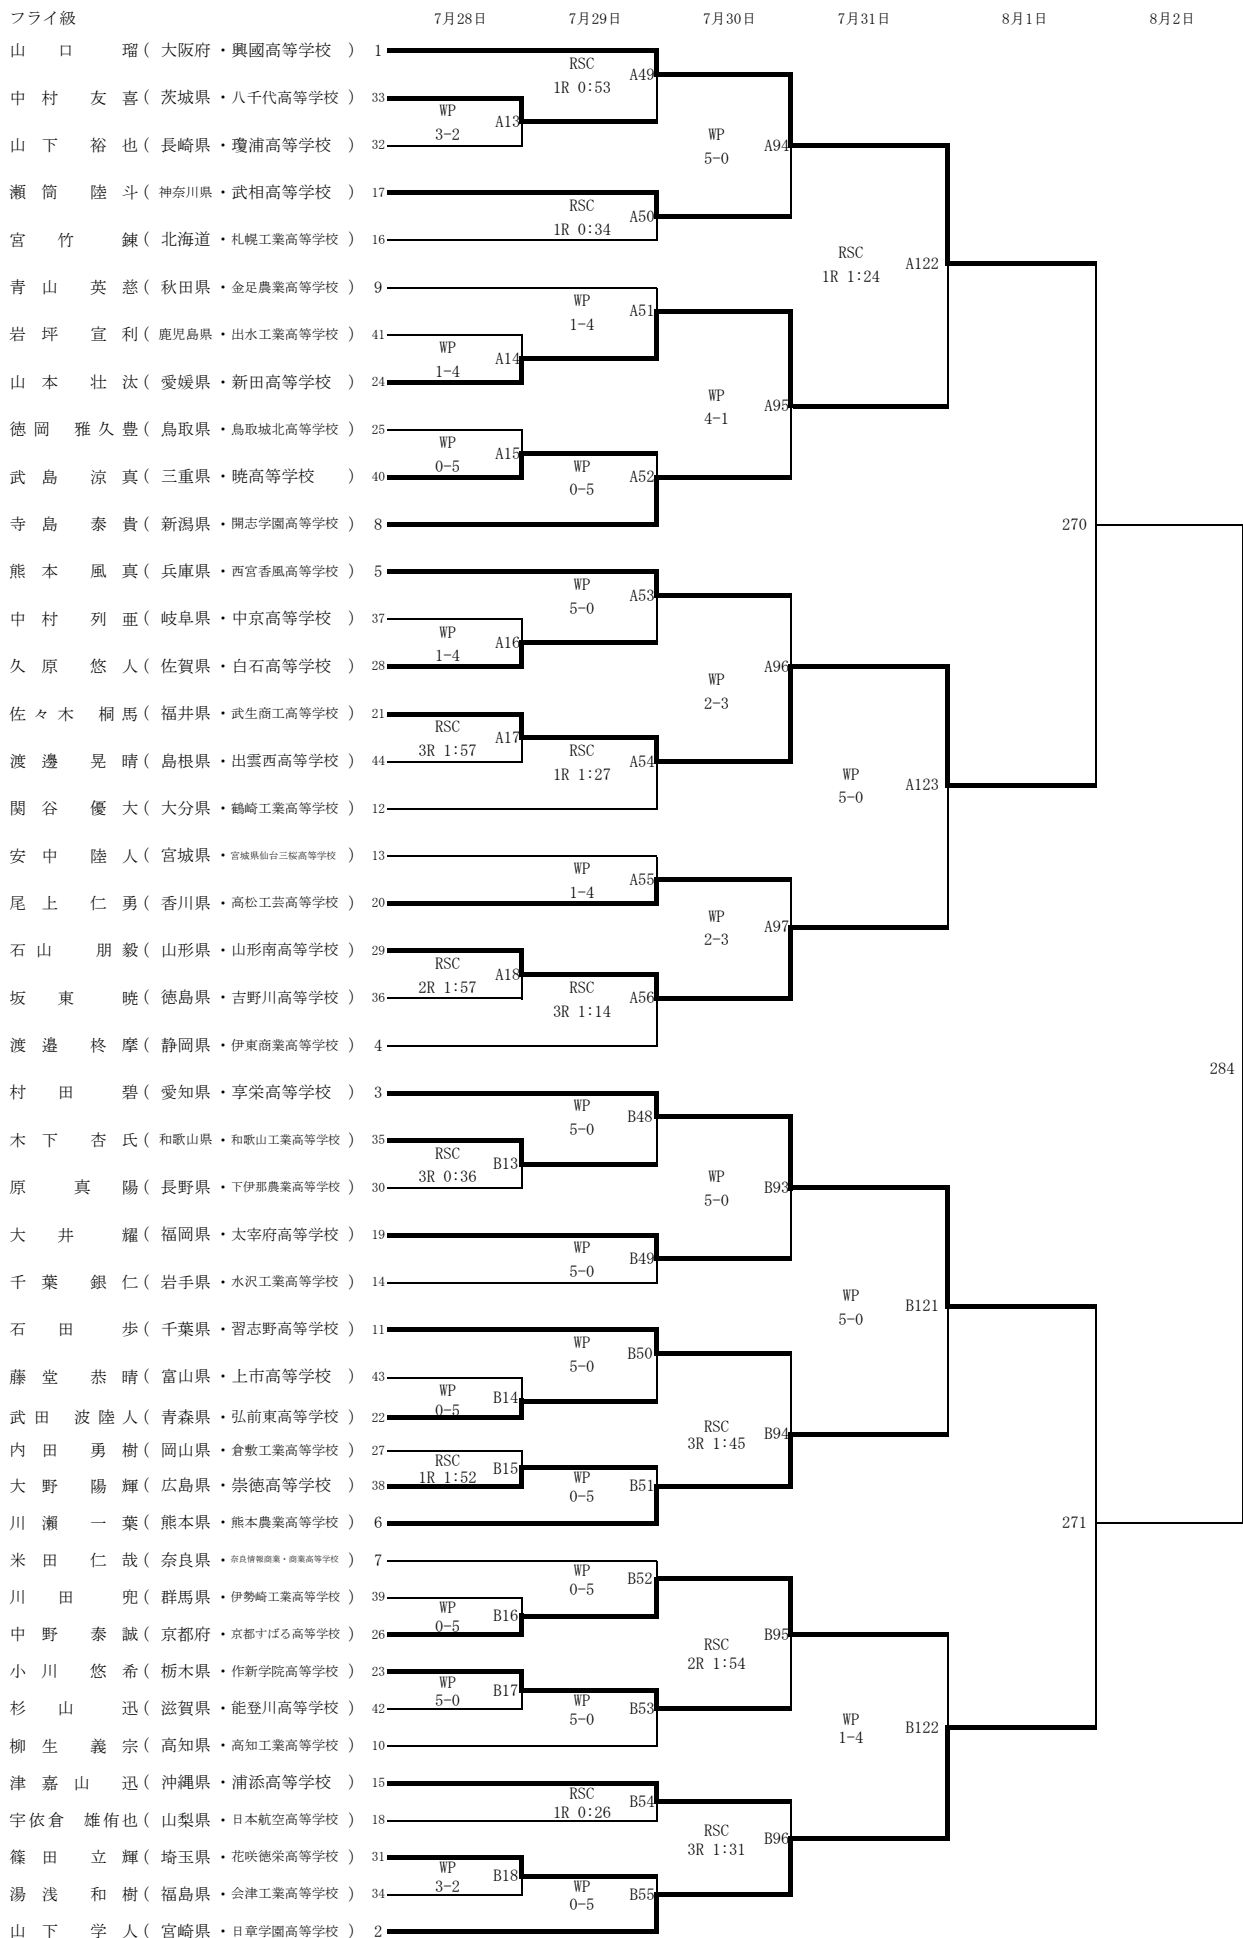 フライ級 7月28日 7月29日 7月30日 7月31日 8月1日 8月2日
山口 瑠 ( 大阪府 ・ 興國高等学校 ) 1
RSC A49
1R 0:53
中村 友喜 ( 茨城県 ・ 八千代高等学校 ) 33
WP A13
3-2
WP A94
5-0
山下 裕也 ( 長崎県 ・ 瓊浦高等学校 ) 32
瀬筒 陸斗 ( 神奈川県 ・ 武相高等学校 ) 17
RSC A50
1R 0:34
宮竹 錬 ( 北海道 ・ 札幌工業高等学校 ) 16
RSC A122
1R 1:24
青山 英慈 ( 秋田県 ・ 金足農業高等学校 ) 9
WP A51
1-4
岩坪 宣利 ( 鹿児島県 ・ 出水工業高等学校 ) 41
WP A14
1-4
山本 壮汰 ( 愛媛県 ・ 新田高等学校 ) 24
WP A95
4-1
徳岡 雅久豊 ( 鳥取県 ・ 鳥取城北高等学校 ) 25
WP A15
0-5
WP A52
0-5
武島 涼真 ( 三重県 ・ 暁高等学校 ) 40
寺島 泰貴 ( 新潟県 ・ 開志学園高等学校 ) 8
270
熊本 風真 ( 兵庫県 ・ 西宮香風高等学校 ) 5
WP A53
5-0
中村 列亜 ( 岐阜県 ・ 中京高等学校 ) 37
WP A16
1-4
久原 悠人 ( 佐賀県 ・ 白石高等学校 ) 28
WP A96
2-3
佐々木 桐馬 ( 福井県 ・ 武生商工高等学校 ) 21
RSC A17
3R 1:57
RSC A54
1R 1:27
渡邊 晃晴 ( 島根県 ・ 出雲西高等学校 ) 44
WP A123
5-0
関谷 優大 ( 大分県 ・ 鶴崎工業高等学校 ) 12
安中 陸人 ( 宮城県 ・ 宮城県仙台三桜高等学校 ) 13
WP A55
1-4
尾上 仁勇 ( 香川県 ・ 高松工芸高等学校 ) 20
WP A97
2-3
石山 朋毅 ( 山形県 ・ 山形南高等学校 ) 29
RSC A18
2R 1:57
RSC A56
3R 1:14
坂東 暁 ( 徳島県 ・ 吉野川高等学校 ) 36
渡邉 柊摩 ( 静岡県 ・ 伊東商業高等学校 ) 4
284
村田 碧 ( 愛知県 ・ 享栄高等学校 ) 3
WP B48
5-0
木下 杏氏 ( 和歌山県 ・ 和歌山工業高等学校 ) 35
RSC B13
3R 0:36
WP B93
5-0
原 真陽 ( 長野県 ・ 下伊那農業高等学校 ) 30
大井 耀 ( 福岡県 ・ 太宰府高等学校 ) 19
WP B49
5-0
千葉 銀仁 ( 岩手県 ・ 水沢工業高等学校 ) 14
WP B121
5-0
石田 歩 ( 千葉県 ・ 習志野高等学校 ) 11
WP B50
5-0
藤堂 恭晴 ( 富山県 ・ 上市高等学校 ) 43
WP B14
0-5
武田 波陸人 ( 青森県 ・ 弘前東高等学校 ) 22
RSC B94
3R 1:45
内田 勇樹 ( 岡山県 ・ 倉敷工業高等学校 ) 27
RSC B15
1R 1:52
WP B51
0-5
大野 陽輝 ( 広島県 ・ 崇徳高等学校 ) 38
川瀬 一葉 ( 熊本県 ・ 熊本農業高等学校 ) 6
271
米田 仁哉 ( 奈良県 ・ 奈良情報商業・商業高等学校 ) 7
WP B52
0-5
川田 兜 ( 群馬県 ・ 伊勢崎工業高等学校 ) 39
WP B16
0-5
中野 泰誠 ( 京都府 ・ 京都すばる高等学校 ) 26
RSC B95
2R 1:54
小川 悠希 ( 栃木県 ・ 作新学院高等学校 ) 23
WP B17
5-0
WP B53
5-0
杉山 迅 ( 滋賀県 ・ 能登川高等学校 ) 42
WP B122
1-4
柳生 義宗 ( 高知県 ・ 高知工業高等学校 ) 10
津嘉山 迅 ( 沖縄県 ・ 浦添高等学校 ) 15
RSC B54
1R 0:26
宇依倉 雄侑也 ( 山梨県 ・ 日本航空高等学校 ) 18
RSC B96
3R 1:31
篠田 立輝 ( 埼玉県 ・ 花咲徳栄高等学校 ) 31
WP B18
3-2
WP B55
0-5
湯浅 和樹 ( 福島県 ・ 会津工業高等学校 ) 34
山下 学人 ( 宮崎県 ・ 日章学園高等学校 ) 2